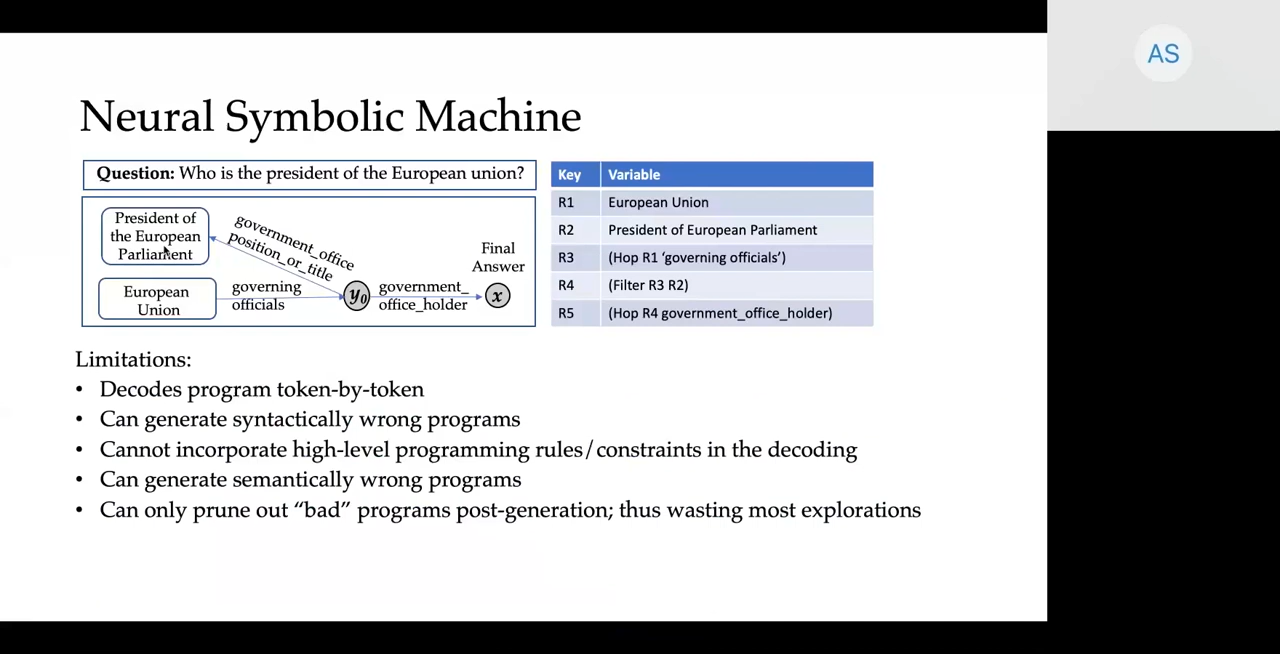 AS
Neural Symbolic Machine
Question: Who is the president of the European union?
President of
the European
Parliament
government_office
position_or_title
European
Union
governing
officials
y0
government_
office_holder
Final
Answer
x
Key Variable
R1 European Union
R2 President of European Parliament
R3 (Hop R1 ‘governing officials’)
R4 (Filter R3 R2)
R5 (Hop R4 government_office_holder)
Limitations:
• Decodes program token-by-token
• Can generate syntactically wrong programs
• Cannot incorporate high-level programming rules/constraints in the decoding
• Can generate semantically wrong programs
• Can only prune out “bad” programs post-generation; thus wasting most explorations